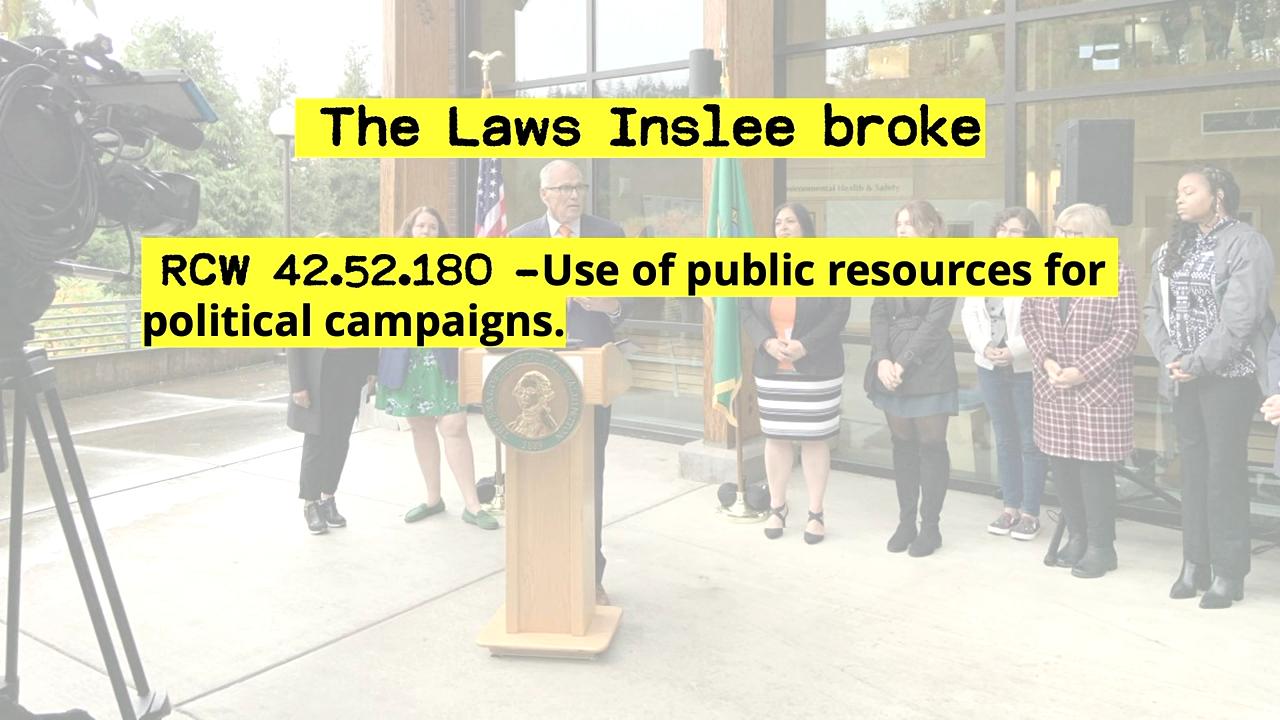 The Laws Inslee broke
RCW 42.52.180 –Use of public resources for
political campaigns.
Environmental Health & Safety